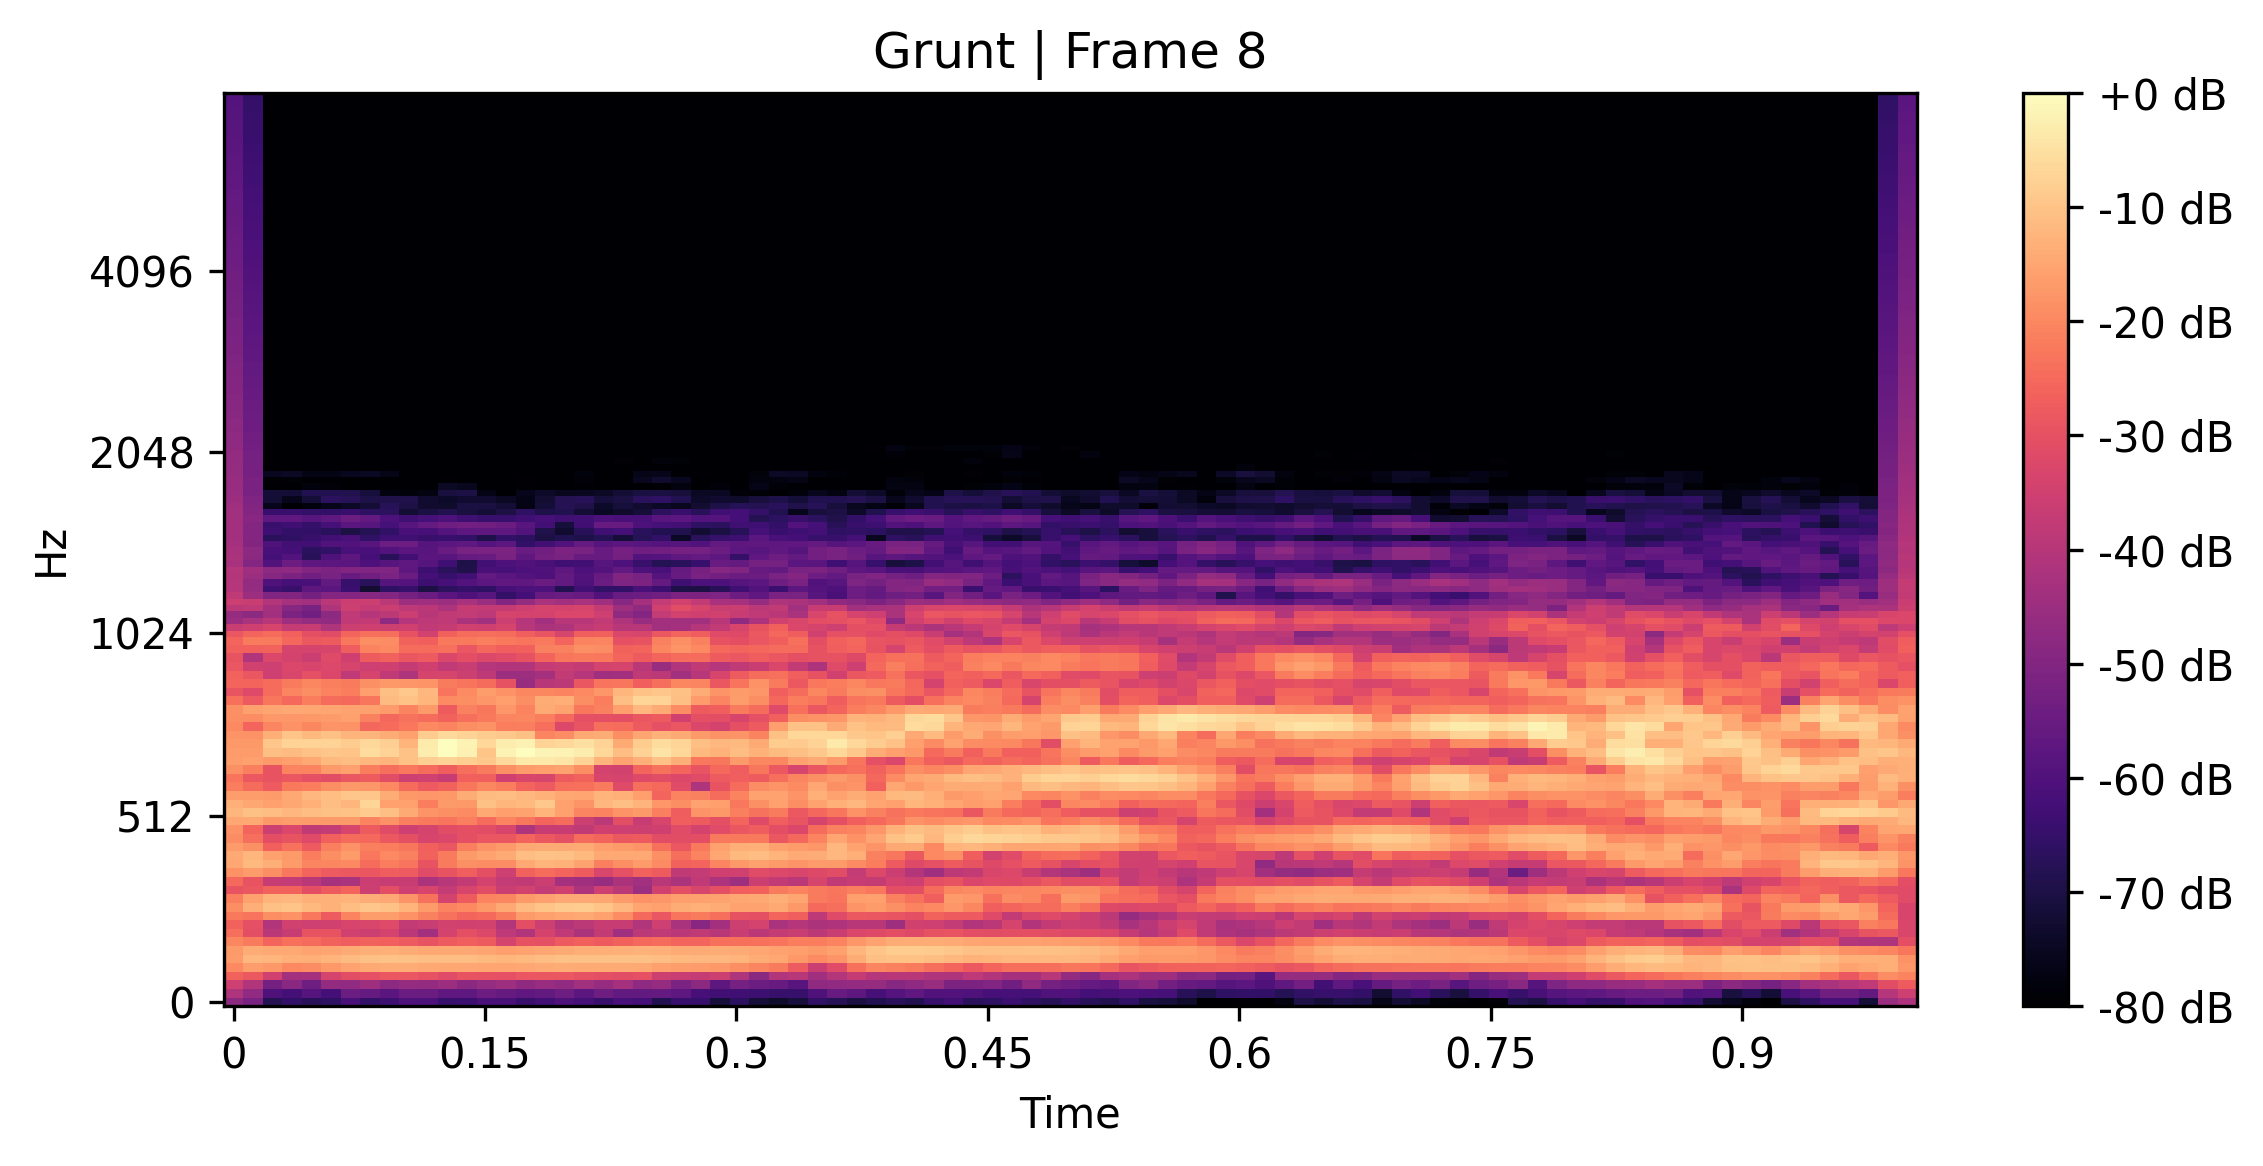 Grunt | Frame 8
+0 dB
-10 dB
-20 dB
-30 dB
-40 dB
-50 dB
-60 dB
-70 dB
-80 dB
Hz
4096
2048
1024
512
0
0 0.15 0.3 0.45 0.6 0.75 0.9
Time